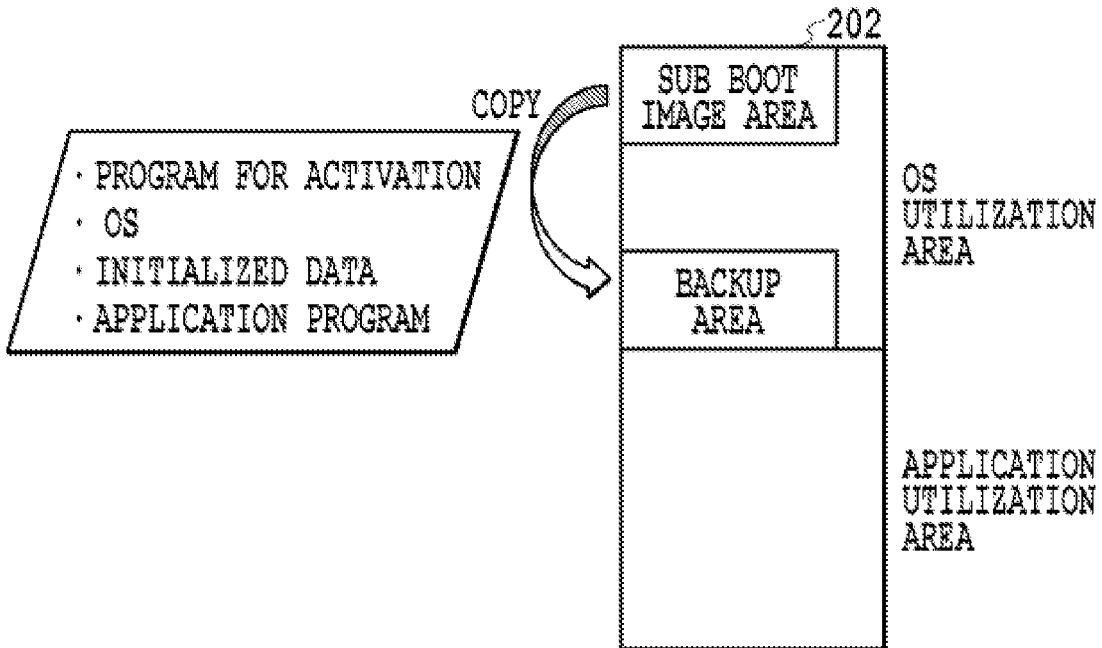 202
SUB BOOT
IMAGE AREA
COPY
· PROGRAM FOR ACTIVATION
· OS
· INITIALIZED DATA
· APPLICATION PROGRAM
OS
UTILIZATION
AREA
BACKUP
AREA
APPLICATION
UTILIZATION
AREA